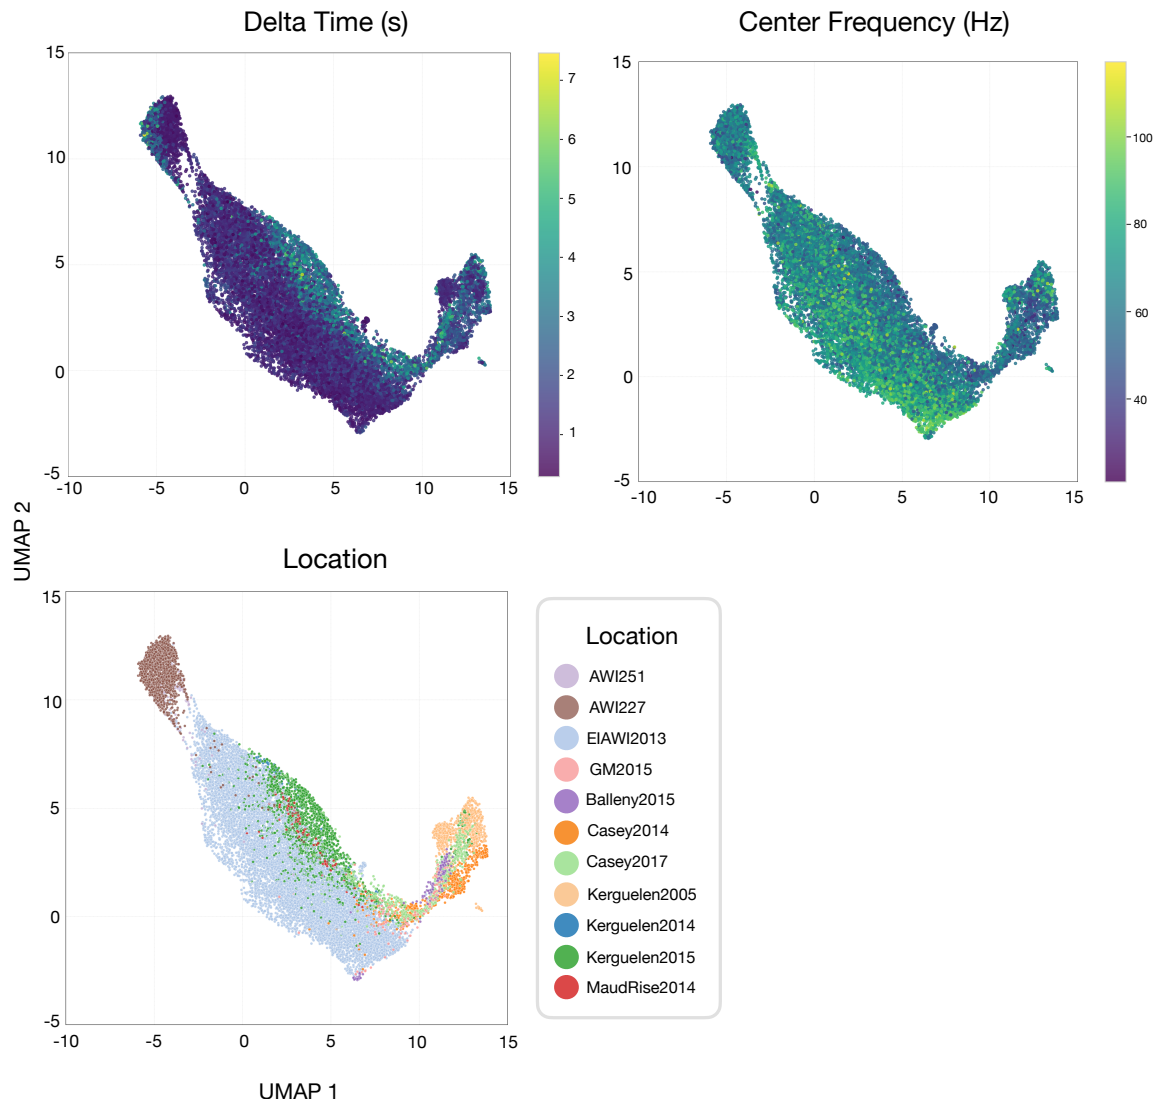 Delta Time (s)
Center Frequency (Hz)
15
10
5
0
-5
-10
-5
0
5
10
15
7
6
5
4
3
2
1
15
10
5
0
-5
-10
-5
0
5
10
15
100
80
60
40
UMAP 2
Location
15
10
5
0
-5
-10
-5
0
5
10
15
UMAP 1
Location
AWI251
AWI227
EIAWI2013
GM2015
Balleny2015
Casey2014
Casey2017
Kerguelen2005
Kerguelen2014
Kerguelen2015
MaudRise2014